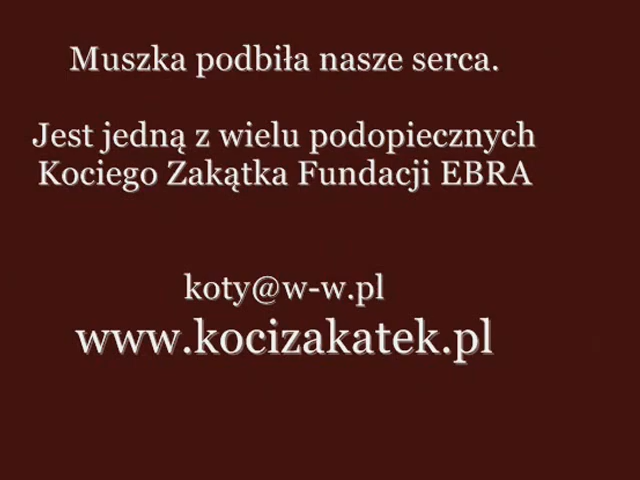 Muszka podbiła nasze serca.
Jest jedną z wielu podopiecznych
Kociego Zakątka Fundacji EBRA
koty@w-w.pl
www.kocizakatek.pl